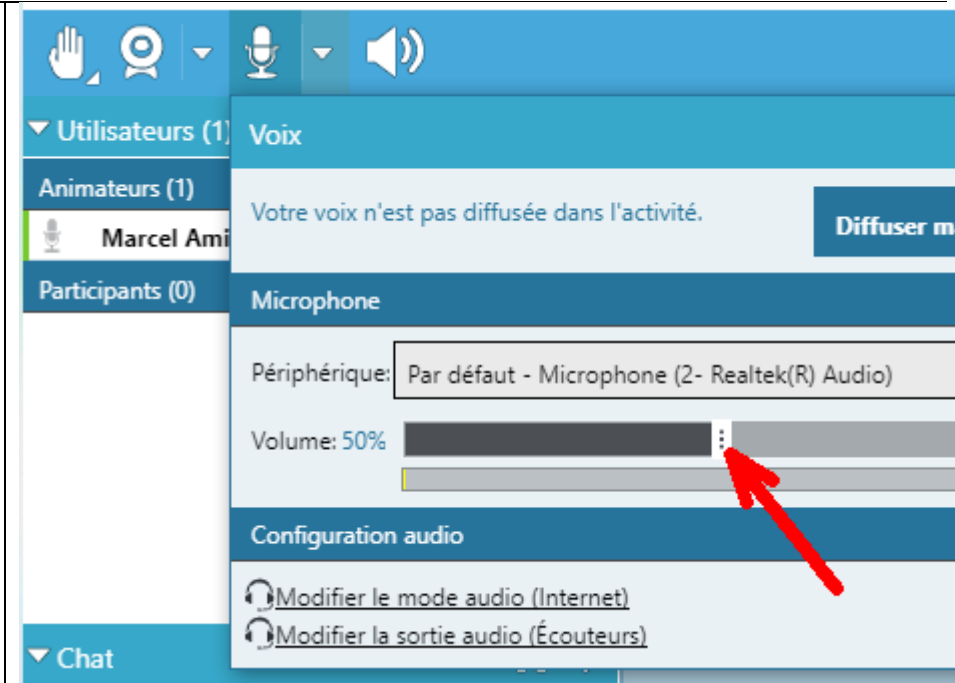 Utilisateurs (1)
Voix
Animateurs (1)
Votre voix n'est pas diffusée dans l'activité.
Diffuser
Marcel
Participants (0)
Microphone
Périphérique: Par défaut - Microphone (2- Realtek(R) Audio)
Volume: 50%
Configuration audio
Modifier le mode audio (Internet)
Modifier la sortie audio (Écouteurs)
Chat